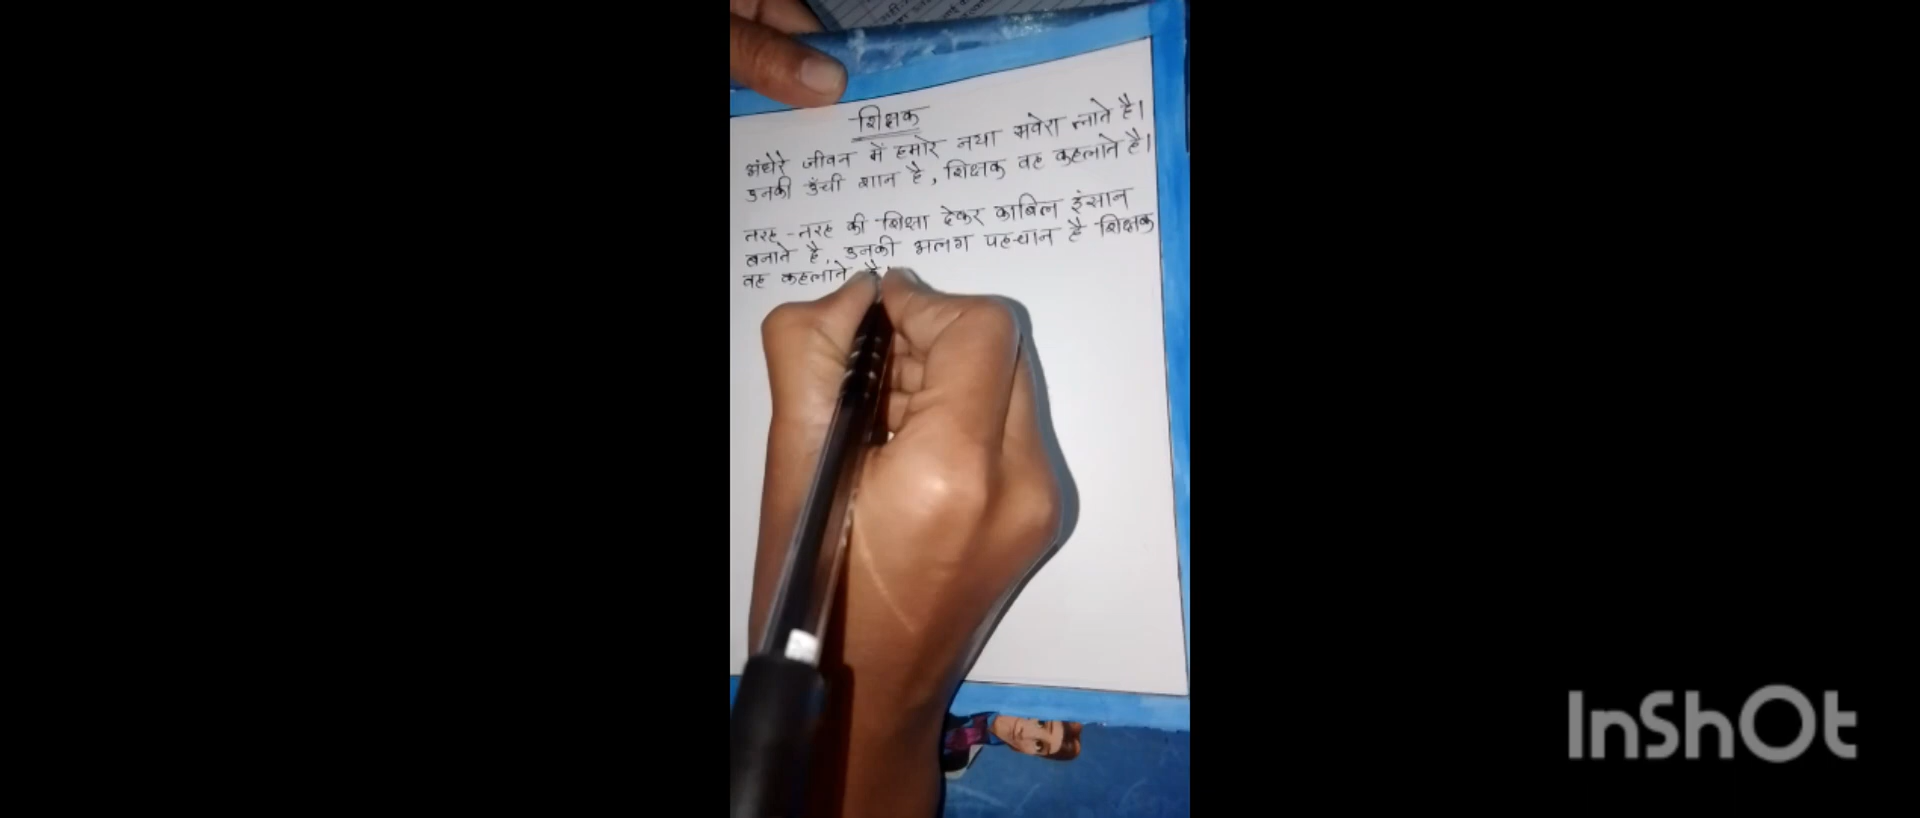 शिक्षक
अंधेरे जीवन में हमारे नया सवेरा लाते है।
उनकी ऊँची शान है, शिक्षक वह कहलाते है।
तरह-तरह की शिक्षा देकर काबिल इंसान
बनाते है, उनकी अलग पहचान है शिक्षक
वह कहलाते है।
InShOt